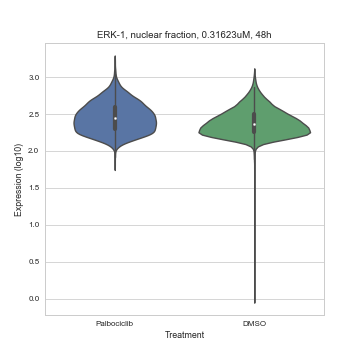 ERK-1, nuclear fraction, 0.31623uM, 48h
3.0
2.5
2.0
1.5
1.0
0.5
0.0
Expression (log10)
Palbociclib DMSO
Treatment